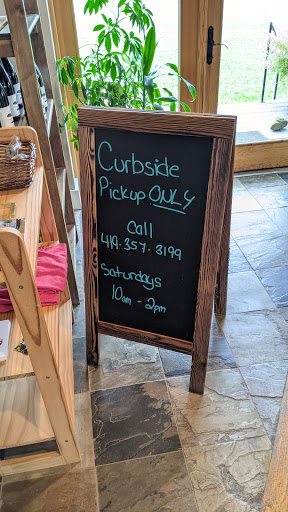 Curbside
Pickup ONLY
Call
419-357-3199
Saturdays
10am - 2pm